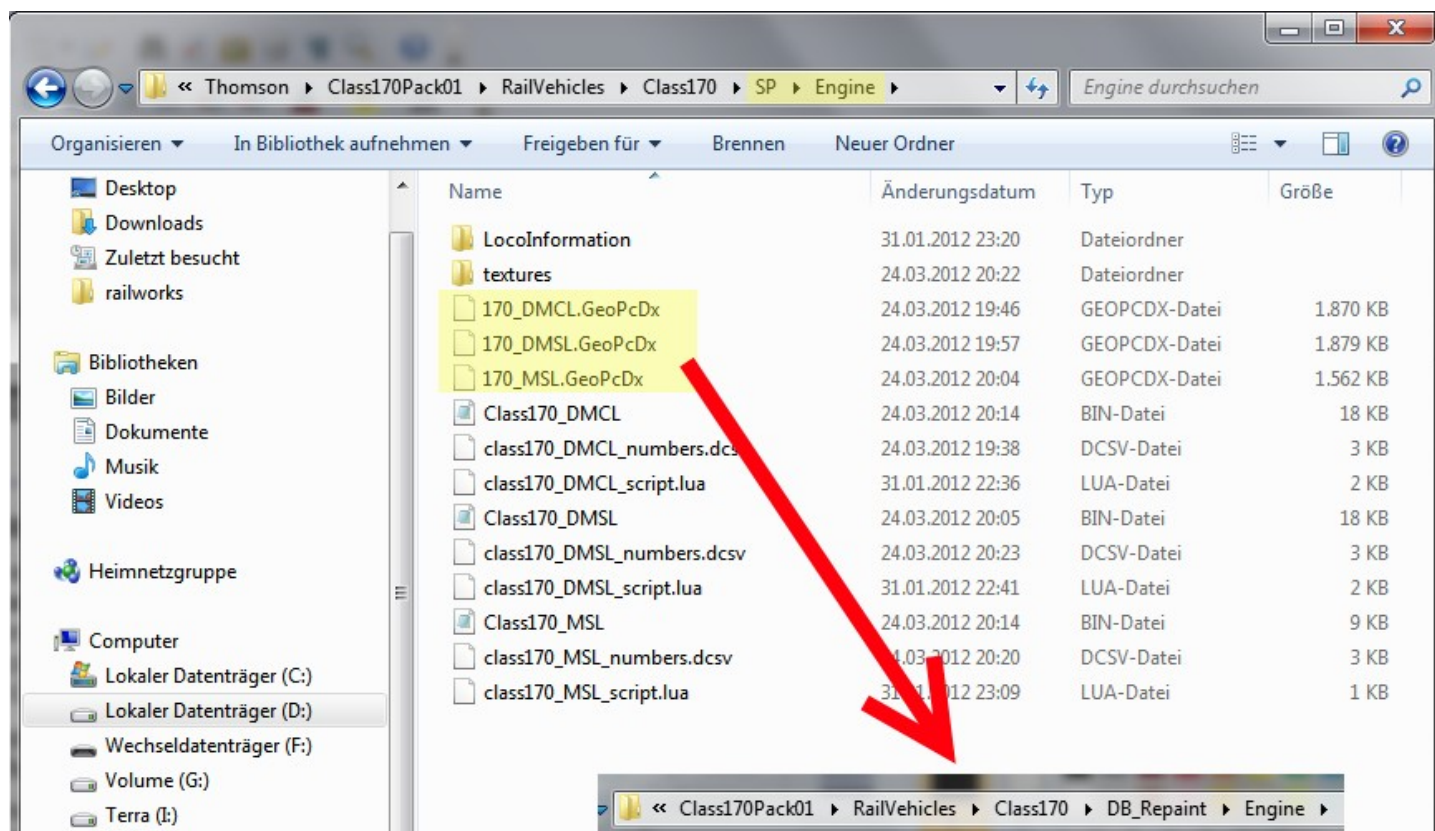 « Thomson ▸ Class170Pack01 ▸ RailVehicles ▸ Class170 ▸ SP ▸ Engine ▸ Engine durchsuchen
Organisieren ▾ In Bibliothek aufnehmen ▾ Freigeben für ▾ Brennen Neuer Ordner
Desktop
Downloads
Zuletzt besucht
railworks
Bibliotheken
Bilder
Dokumente
Musik
Videos
Heimnetzgruppe
Computer
Lokaler Datenträger (C:)
Lokaler Datenträger (D:)
Wechseldatenträger (F:)
Volume (G:)
Terra (I:)
Name Änderungsdatum Typ Größe
LocoInformation 31.01.2012 23:20 Dateiordner
textures 24.03.2012 20:22 Dateiordner
170_DMCL.GeoPcDx 24.03.2012 19:46 GEOPCDX-Datei 1.870 KB
170_DMSL.GeoPcDx 24.03.2012 19:57 GEOPCDX-Datei 1.879 KB
170_MSL.GeoPcDx 24.03.2012 20:04 GEOPCDX-Datei 1.562 KB
Class170_DMCL 24.03.2012 20:14 BIN-Datei 18 KB
class170_DMCL_numbers.dcs 24.03.2012 19:38 DCSV-Datei 3 KB
class170_DMCL_script.lua 31.01.2012 22:36 LUA-Datei 2 KB
Class170_DMSL 24.03.2012 20:05 BIN-Datei 18 KB
class170_DMSL_numbers.dcsv 24.03.2012 20:23 DCSV-Datei 3 KB
class170_DMSL_script.lua 31.01.2012 22:41 LUA-Datei 2 KB
Class170_MSL 24.03.2012 20:14 BIN-Datei 9 KB
class170_MSL_numbers.dcsv 20:20 DCSV-Datei 3 KB
class170_MSL_script.lua 23:09 LUA-Datei 1 KB
« Class170Pack01 ▸ RailVehicles ▸ Class170 ▸ DB_Repaint ▸ Engine ▸